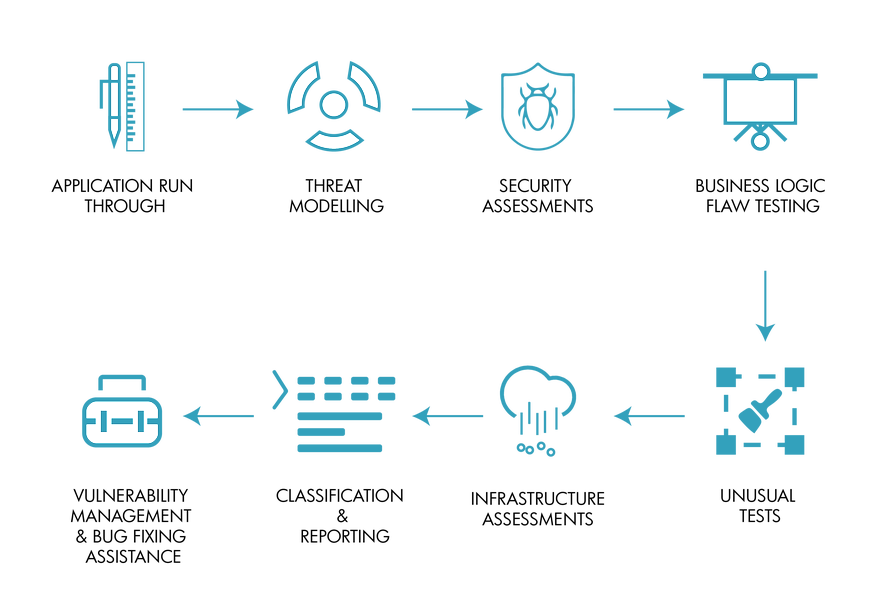 APPLICATION RUN
THROUGH
THREAT
MODELLING
SECURITY
ASSESSMENTS
BUSINESS LOGIC
FLAW TESTING
UNUSUAL
TESTS
INFRASTRUCTURE
ASSESSMENTS
CLASSIFICATION
&
REPORTING
VULNERABILITY
MANAGEMENT
& BUG FIXING
ASSISTANCE